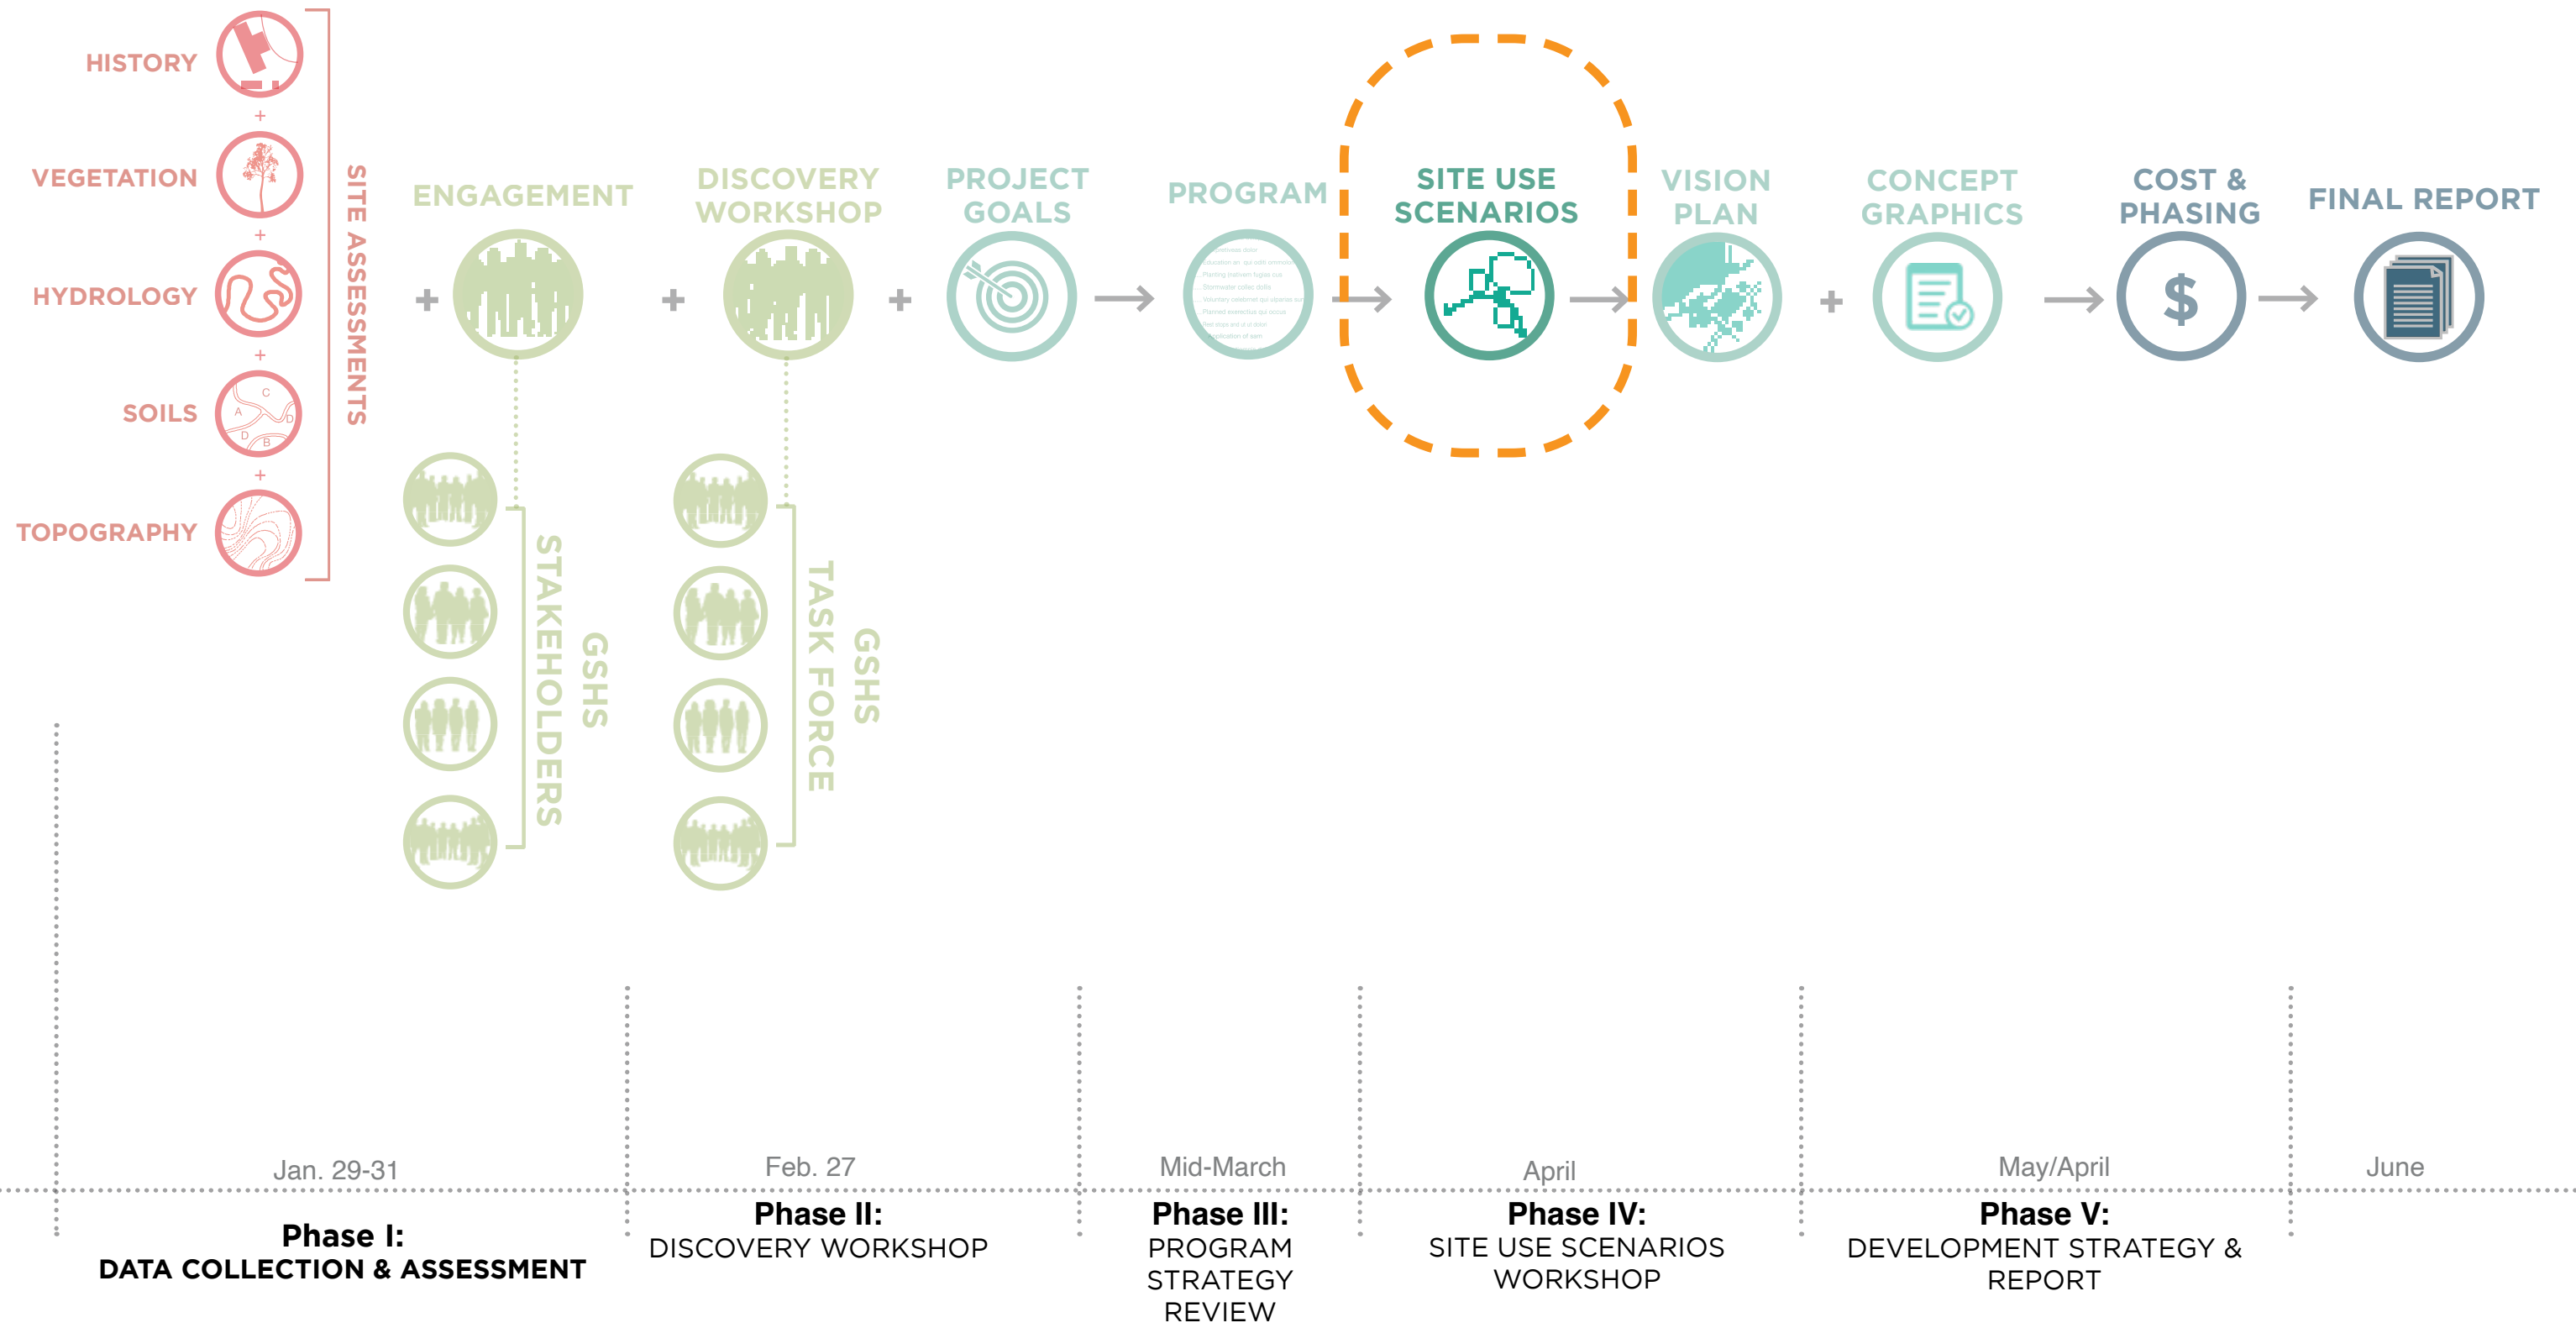 HISTORY
+
VEGETATION
+
HYDROLOGY
+
SOILS
A
C
D
D
B
+
TOPOGRAPHY
SITE ASSESSMENTS
+
ENGAGEMENT
GSHS
STAKEHOLDERS
+
DISCOVERY
WORKSHOP
GSHS
TASK FORCE
+
PROJECT
GOALS
PROGRAM
SITE USE
SCENARIOS
VISION
PLAN
+
CONCEPT
GRAPHICS
COST &
PHASING
$
FINAL REPORT
Jan. 29-31
Phase I:
DATA COLLECTION & ASSESSMENT
Feb. 27
Phase II:
DISCOVERY WORKSHOP
Mid-March
Phase III:
PROGRAM
STRATEGY
REVIEW
April
Phase IV:
SITE USE SCENARIOS
WORKSHOP
May/April
Phase V:
DEVELOPMENT STRATEGY &
REPORT
June